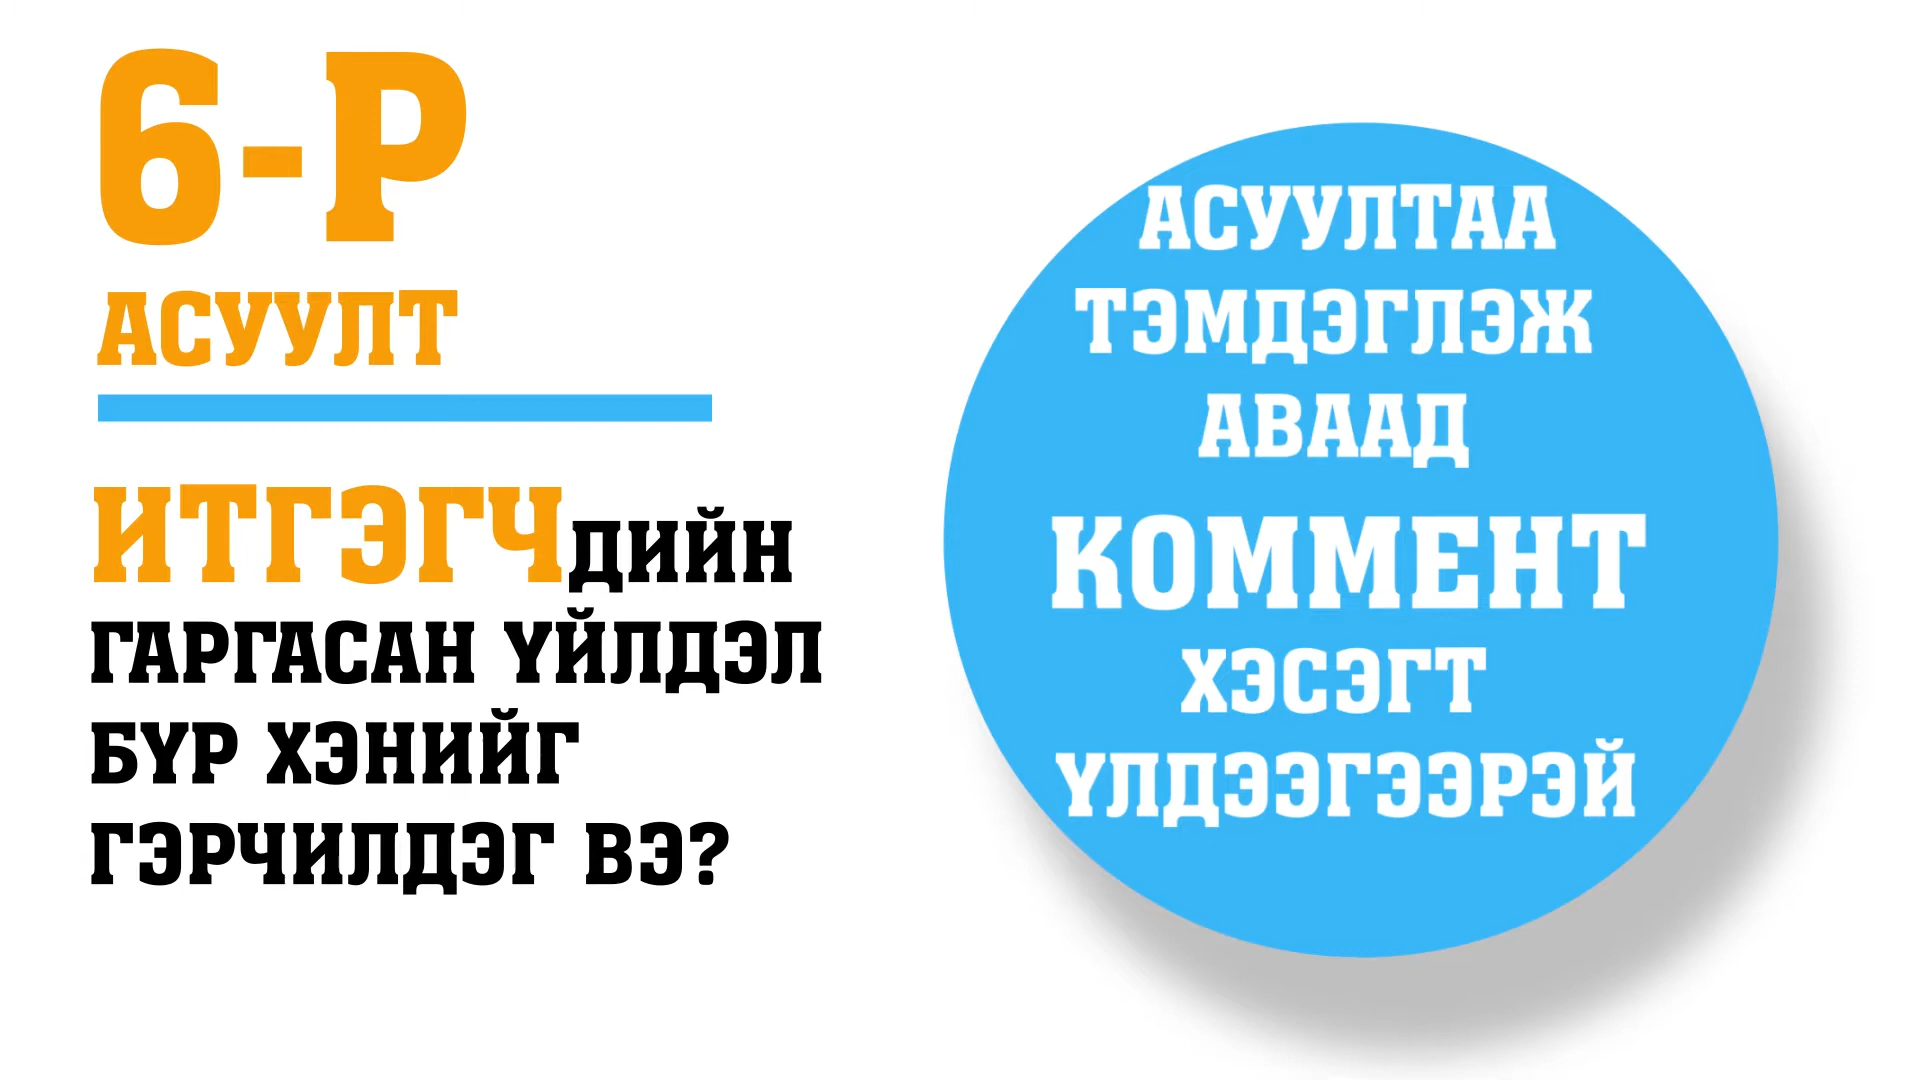 6-Р
АСУУЛТ
ИТГЭГЧДИЙН
ГАРГАСАН ҮЙЛДЭЛ
БҮР ХЭНИЙГ
ГЭРЧИЛДЭГ ВЭ?
АСУУЛТАА
ТЭМДЭГЛЭЖ
АВААД
КОММЕНТ
ХЭСЭГТ
ҮЛДЭЭГЭЭРЭЙ